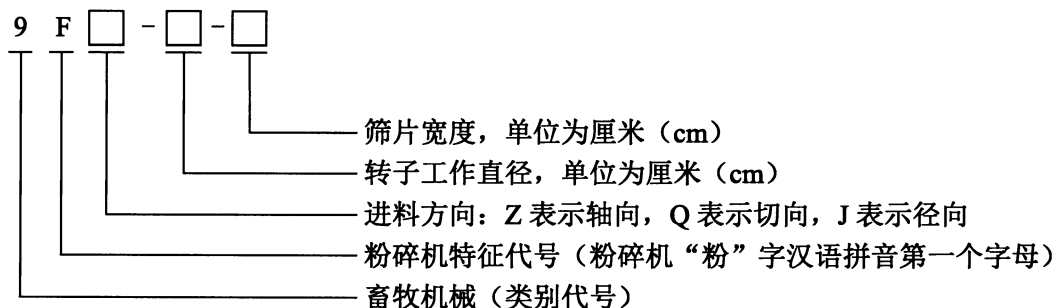 9 F□-□-□
筛片宽度，单位为厘米（cm）
转子工作直径，单位为厘米（cm）
进料方向：Z 表示轴向，Q 表示切向，J 表示径向
粉碎机特征代号（粉碎机“粉”字汉语拼音第一个字母）
畜牧机械（类别代号）